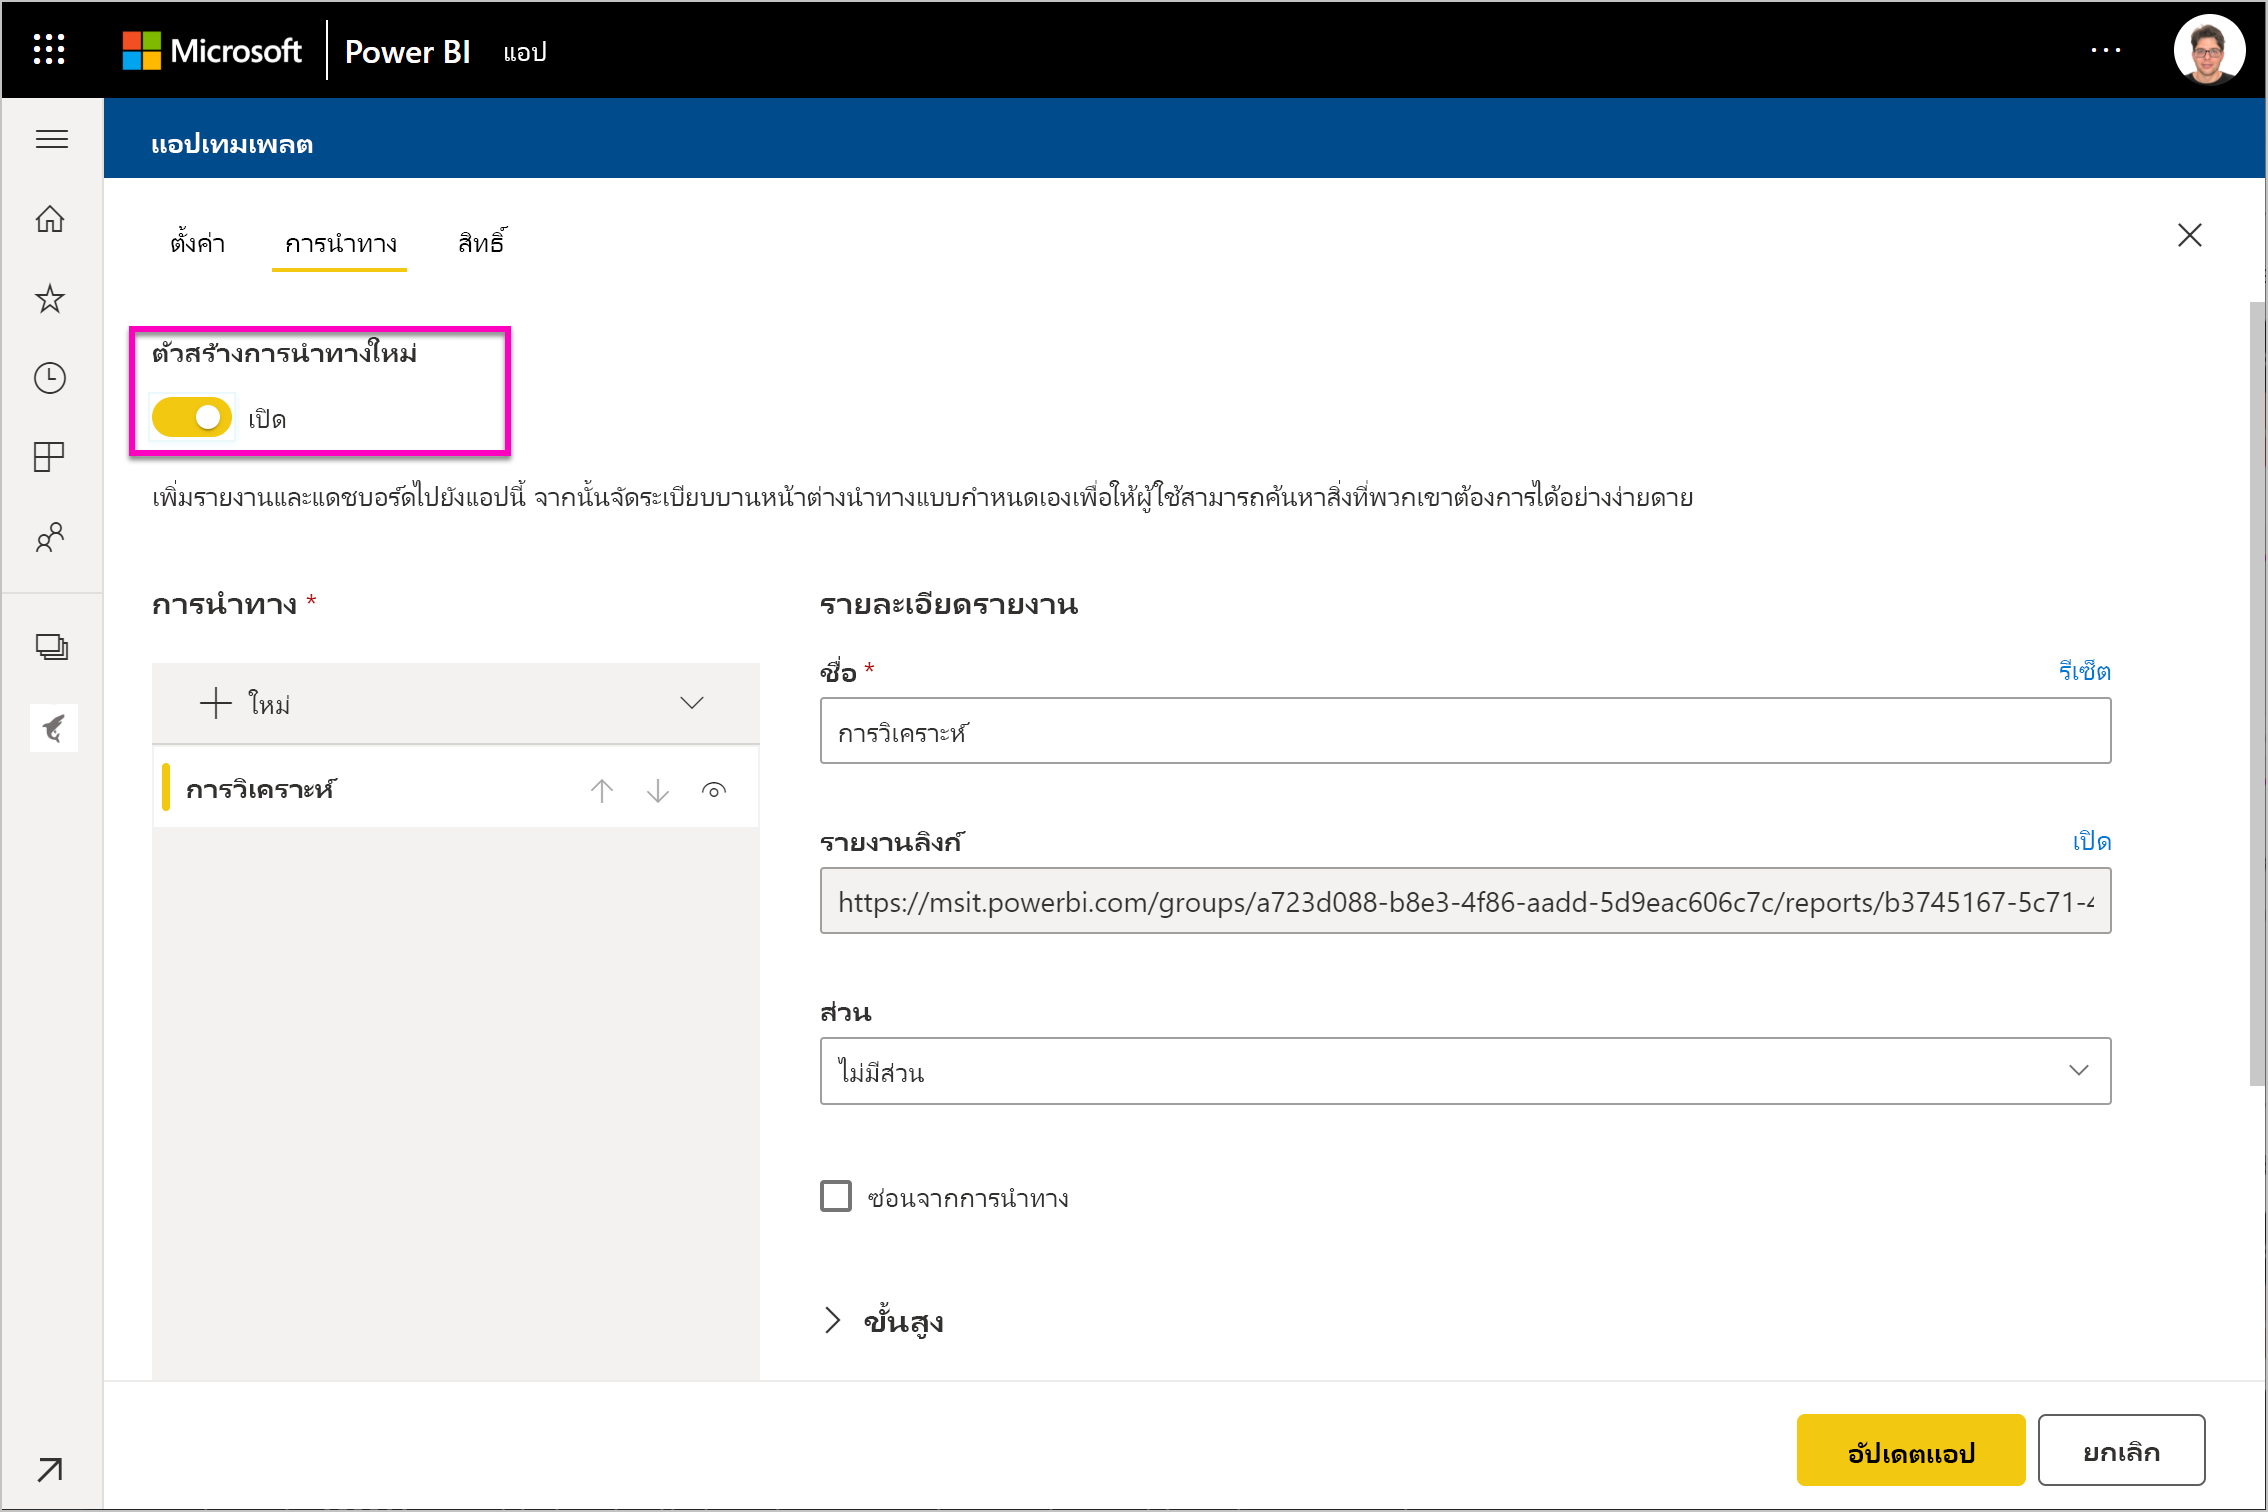 Microsoft Power BI แอป
แอปเทมเพลต
ตั้งค่า การนำทาง สิทธิ์
ตัวสร้างการนำทางใหม่
เปิด
เพิ่มรายงานและแดชบอร์ดไปยังแอปนี้ จากนั้นจัดระเบียบบานหน้าต่างนำทางแบบกำหนดเองเพื่อให้ผู้ใช้สามารถค้นหาสิ่งที่พวกเขาต้องการได้อย่างง่ายดาย
การนำทาง *
ใหม่
การวิเคราะห์
รายละเอียดรายงาน
ชื่อ * รีเซ็ต
การวิเคราะห์
รายงานลิงก์ เปิด
https://msit.powerbi.com/groups/a723d088-b8e3-4f86-aadd-5d9eac606c7c/reports/b3745167-5c71-4
ส่วน
ไม่มีส่วน
ซ่อนจากการนำทาง
ขั้นสูง
อัปเดตแอป ยกเลิก